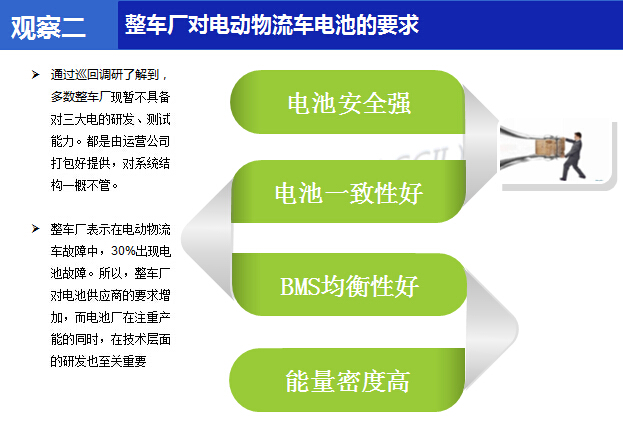 观察二
整车厂对电动物流车电池的要求
通过巡回调研了解到，
多数整车厂现暂不具备
对三大电的研发、测试
能力。都是由运营公司
打包好提供，对系统结
构一概不管。
整车厂表示在电动物流
车故障中，30%出现电
池故障。所以，整车厂
对电池供应商的要求增
加，而电池厂在注重产
能的同时，在技术层面
的研发也至关重要
电池安全强
电池一致性好
BMS均衡性好
能量密度高